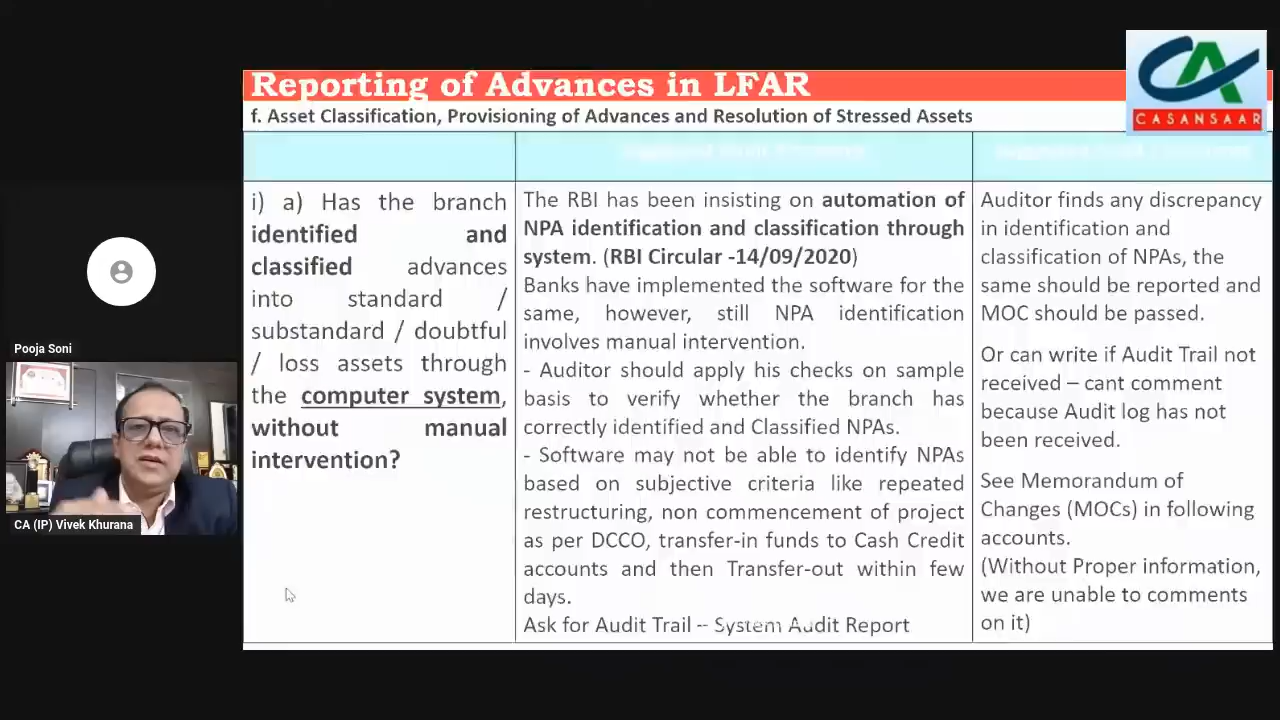 Reporting of Advances in LFAR
CASANSAAR
f. Asset Classification, Provisioning of Advances and Resolution of Stressed Assets
i) a) Has the branch
identified and
classified advances
into standard /
substandard / doubtful
/ loss assets through
the computer system,
without manual
intervention?
The RBI has been insisting on automation of
NPA identification and classification through
system. (RBI Circular -14/09/2020)
Banks have implemented the software for the
same, however, still NPA identification
involves manual intervention.
- Auditor should apply his checks on sample
basis to verify whether the branch has
correctly identified and Classified NPAs.
- Software may not be able to identify NPAs
based on subjective criteria like repeated
restructuring, non commencement of project
as per DCCO, transfer-in funds to Cash Credit
accounts and then Transfer-out within few
days.
Ask for Audit Trail – System Audit Report
Auditor finds any discrepancy
in identification and
classification of NPAs, the
same should be reported and
MOC should be passed.
Or can write if Audit Trail not
received – cant comment
because Audit log has not
been received.
See Memorandum of
Changes (MOCs) in following
accounts.
(Without Proper information,
we are unable to comments
on it)
Pooja Soni
CA (IP) Vivek Khurana